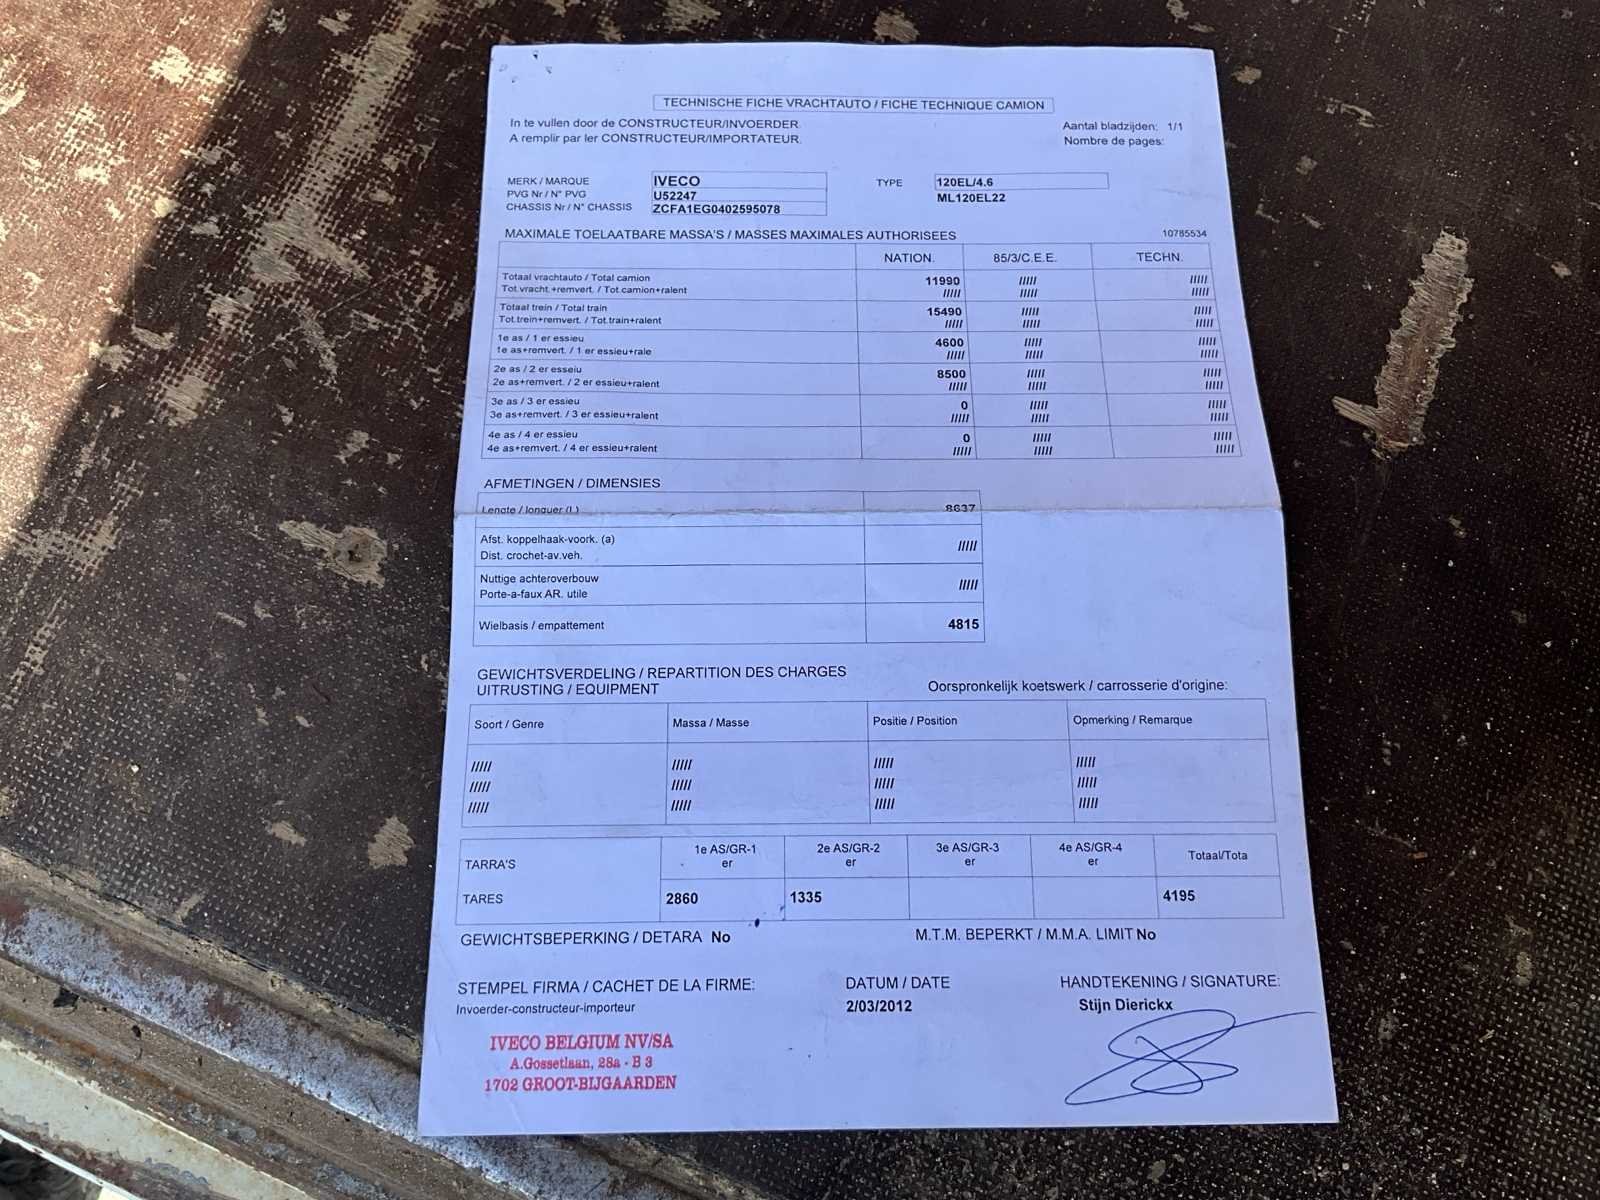 TECHNISCHE FICHE VRACHTAUTO / FICHE TECHNIQUE CAMION
In te vullen door de CONSTRUCTEUR/INVOERDER.
A remplir par ler CONSTRUCTEUR/IMPORTATEUR.
Aantal bladzijden: 1/1
Nombre de pages:
MERK / MARQUE IVECO TYPE 120EL/4.6
PVG Nr / N° PVG U52247 ML120EL22
CHASSIS Nr / N° CHASSIS ZCFA1EG0402595078
MAXIMALE TOELAATBARE MASSA'S / MASSES MAXIMALES AUTHORISEES 10785534
NATION. 85/3/C.E.E. TECHN.
Totaal vrachtauto / Total camion 11990 ///// /////
Tot.vracht.+remvert. / Tot.camion+ralent ///// ///// /////
Totaal trein / Total train 15490 ///// /////
Tot.trein+remvert. / Tot.train+ralent ///// ///// /////
1e as / 1 er essieu 4600 ///// /////
1e as+remvert. / 1 er essieu+rale ///// ///// /////
2e as / 2 er esseiu 8500 ///// /////
2e as+remvert. / 2 er essieu+ralent ///// ///// /////
3e as / 3 er essieu 0 ///// /////
3e as+remvert. / 3 er essieu+ralent ///// ///// /////
4e as / 4 er essieu 0 ///// /////
4e as+remvert. / 4 er essieu+ralent ///// ///// /////
AFMETINGEN / DIMENSIES
Lengte / longuer (L) 8637
Afst. koppelhaak-voork. (a) /////
Dist. crochet-av.veh.
Nuttige achteroverbouw /////
Porte-a-faux AR. utile
Wielbasis / empattement 4815
GEWICHTSVERDELING / REPARTITION DES CHARGES
UITRUSTING / EQUIPMENT Oorspronkelijk koetswerk / carrosserie d'origine:
Soort / Genre Massa / Masse Positie / Position Opmerking / Remarque
///// ///// ///// /////
///// ///// ///// /////
///// ///// ///// /////
TARRA'S 1e AS/GR-1 er 2e AS/GR-2 er 3e AS/GR-3 er 4e AS/GR-4 er Totaal/Tota
TARES 2860 1335 4195
GEWICHTSBEPERKING / DETARA No M.T.M. BEPERKT / M.M.A. LIMIT No
STEMPEL FIRMA / CACHET DE LA FIRME: DATUM / DATE HANDTEKENING / SIGNATURE:
Invoerder-constructeur-importeur 2/03/2012 Stijn Dierickx
IVECO BELGIUM NV/SA
A.Gossetlaan, 28a - B 3
1702 GROOT-BIJGAARDEN